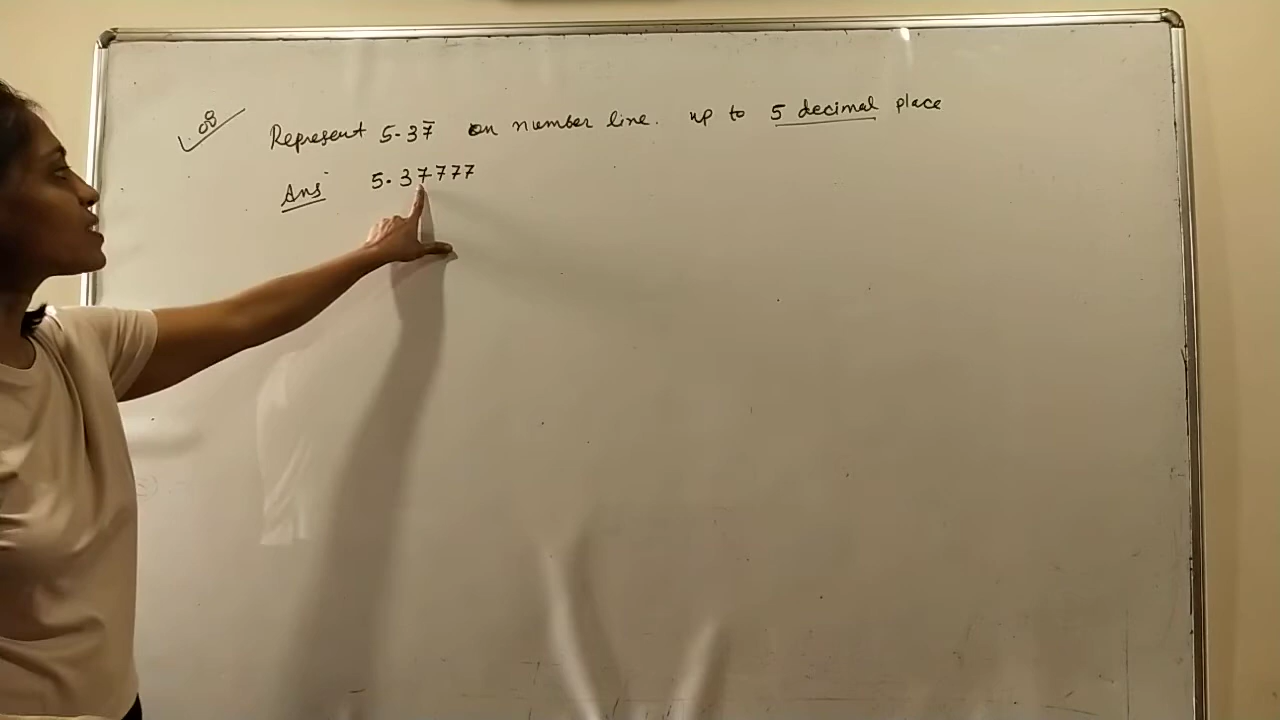 Q8
Represent 5.37̅ on number line. up to 5 decimal place
Ans 5.37777